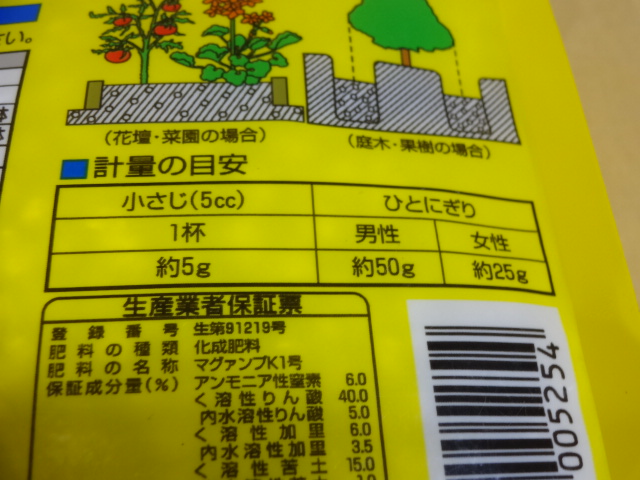 さい。
(花壇・菜園の場合)
(庭木・果樹の場合)
■計量の目安
小さじ(5cc) ひとにぎり
1杯 男性 女性
約5g 約50g 約25g
生産業者保証票
登録番号 生第91219号
肥料の種類 化成肥料
肥料の名称 マグァンプK1号
保証成分量(%) アンモニア性窒素 6.0
く溶性りん酸 40.0
内水溶性りん酸 5.0
く溶性加里 6.0
内水溶性加里 3.5
く溶性苦土 15.0
005254